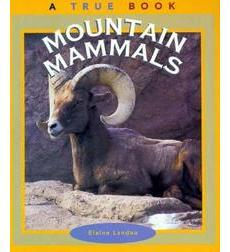 A TRUE BOOK
MOUNTAIN
MAMMALS
Elaine Landau